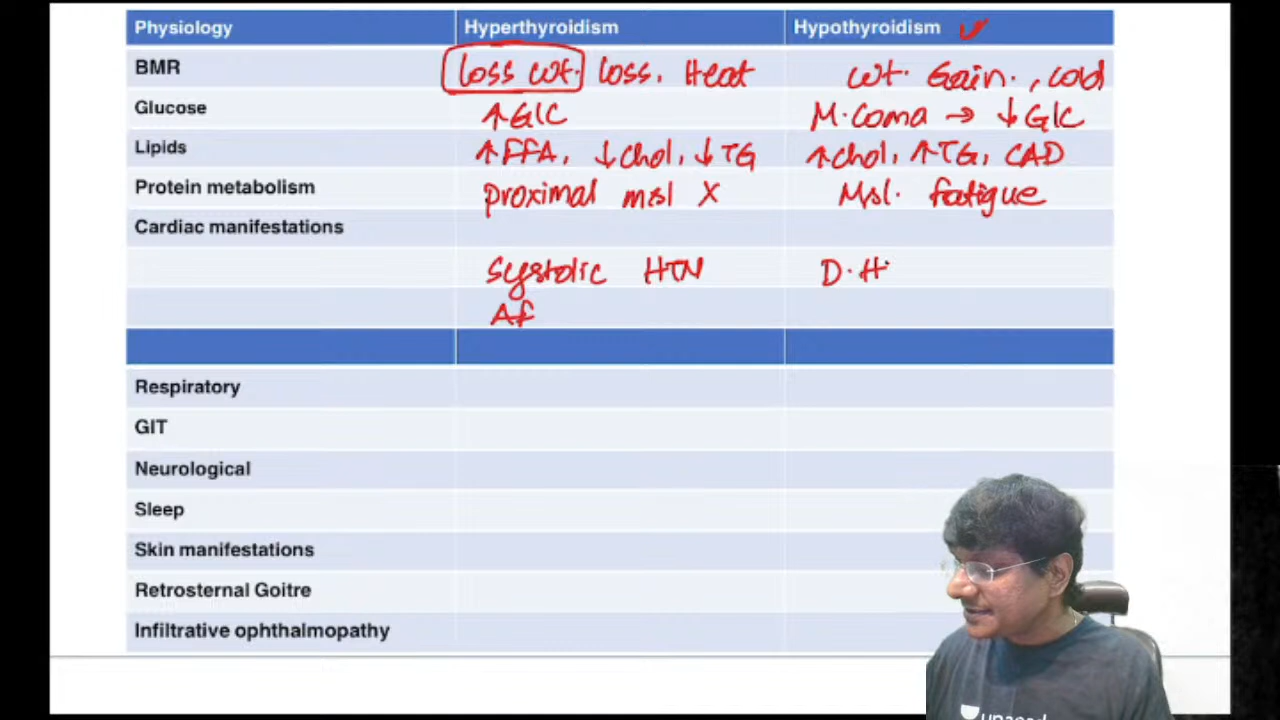 Physiology Hyperthyroidism Hypothyroidism
BMR loss wt. loss. Heat wt. Gain., cold
Glucose ↑GlC M.Coma → ↓GlC
Lipids ↑FFA, ↓Chol, ↓TG ↑Chol, ↑TG, CAD
Protein metabolism proximal msl X Msl. fatigue
Cardiac manifestations
Systolic HTN D.H
Af
Respiratory
GIT
Neurological
Sleep
Skin manifestations
Retrosternal Goitre
Infiltrative ophthalmopathy